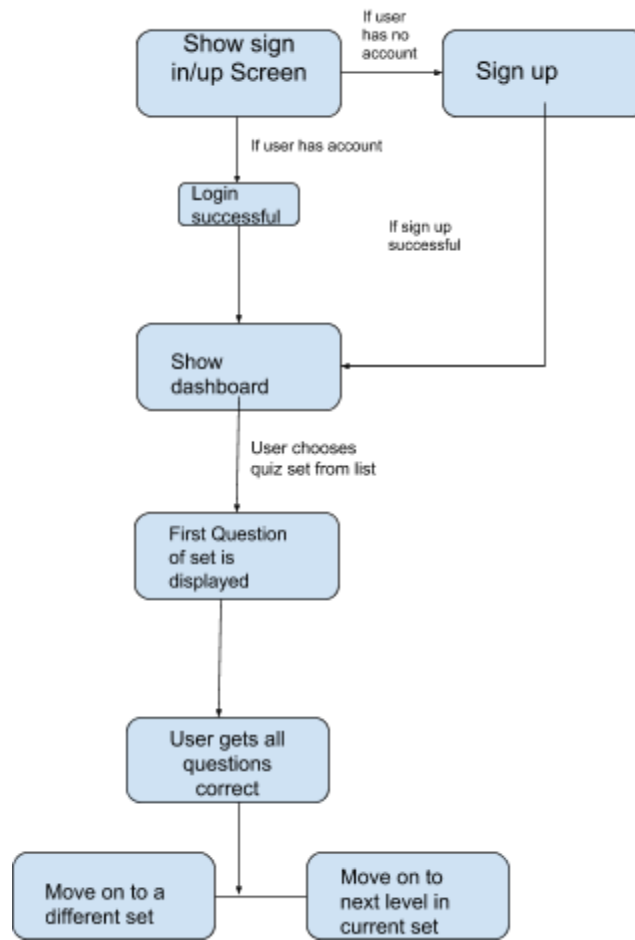 Show sign
in/up Screen
If user
has no
account
Sign up
If user has account
Login
successful
If sign up
successful
Show
dashboard
User chooses
quiz set from list
First Question
of set is
displayed
User gets all
questions
correct
Move on to a
different set
Move on to
next level in
current set